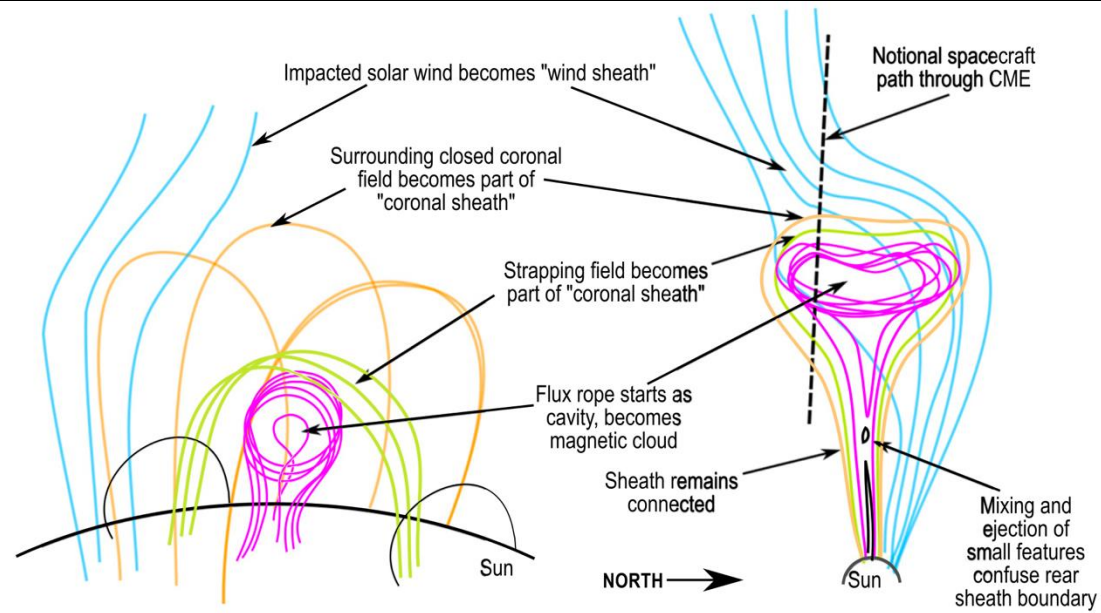 Impacted solar wind becomes "wind sheath"
Surrounding closed coronal
field becomes part of
"coronal sheath"
Strapping field becomes
part of "coronal sheath"
Flux rope starts as
cavity, becomes
magnetic cloud
Sheath remains
connected
Sun
NORTH
Notional spacecraft
path through CME
Sun
Mixing and
ejection of
small features
confuse rear
sheath boundary